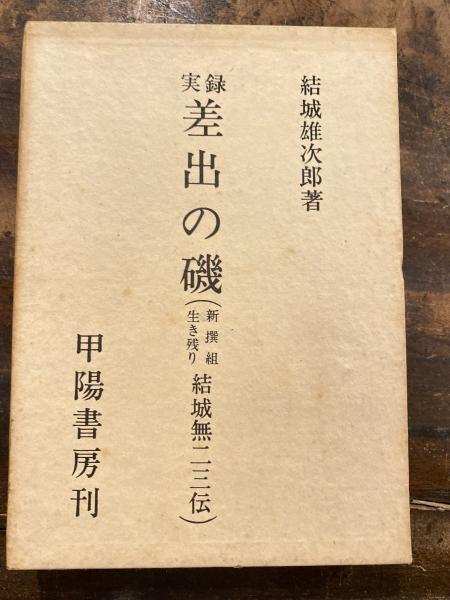 結城雄次郎著
実録
差出の磯(新撰組生き残り結城無二三伝)
甲陽書房刊